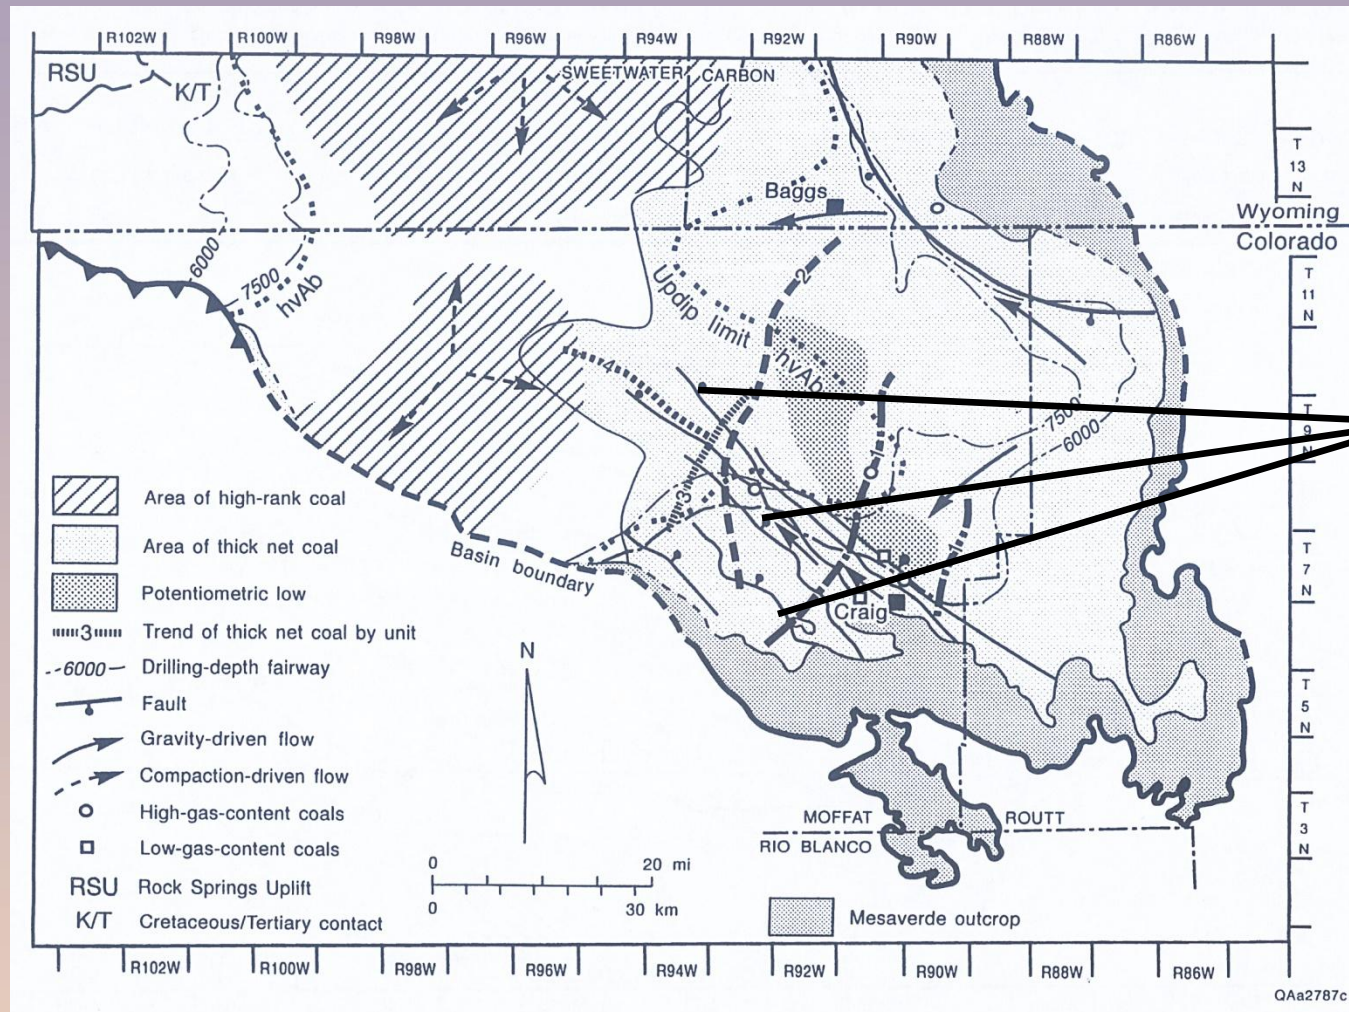 R102W R100W R98W R96W R94W R92W R90W R88W R86W
RSU
K/T
SWEETWATER CARBON
T 13 N
Baggs
Wyoming
Colorado
6000
7500
hvAb
Updip limit
hvAb
2
T 11 N
4
7500
6000
T 9 N
1
3
1
Area of high-rank coal
Area of thick net coal
Basin boundary
T 7 N
Potentiometric low
Craig
3 Trend of thick net coal by unit
-6000- Drilling-depth fairway
N
T 5 N
Fault
Gravity-driven flow
Compaction-driven flow
High-gas-content coals
MOFFAT ROUTT
RIO BLANCO
T 3 N
Low-gas-content coals
0 20 mi
RSU Rock Springs Uplift
0 30 km
K/T Cretaceous/Tertiary contact
Mesaverde outcrop
R102W R100W R98W R96W R94W R92W R90W R88W R86W
QAa2787c